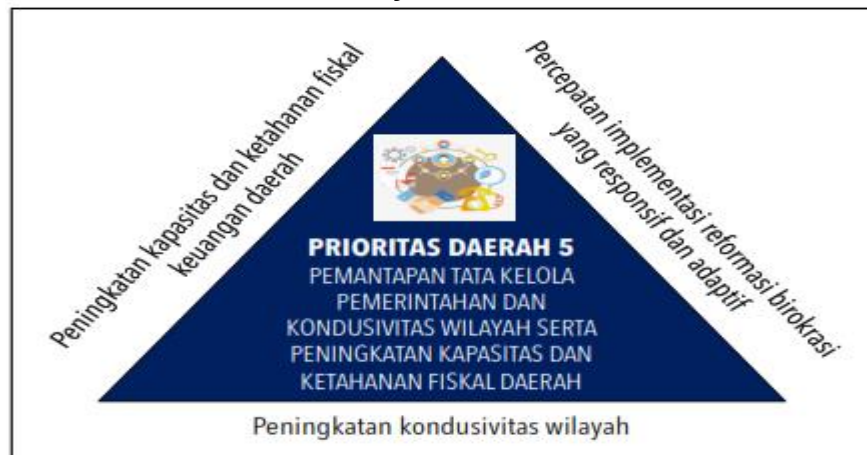 Peningkatan kapasitas dan ketahanan fiskal
keuangan daerah
Percepatan implementasi reformasi birokrasi
yang responsif dan adaptif
PRIORITAS DAERAH 5
PEMANTAPAN TATA KELOLA
PEMERINTAHAN DAN
KONDUSIVITAS WILAYAH SERTA
PENINGKATAN KAPASITAS DAN
KETAHANAN FISKAL DAERAH
Peningkatan kondusivitas wilayah